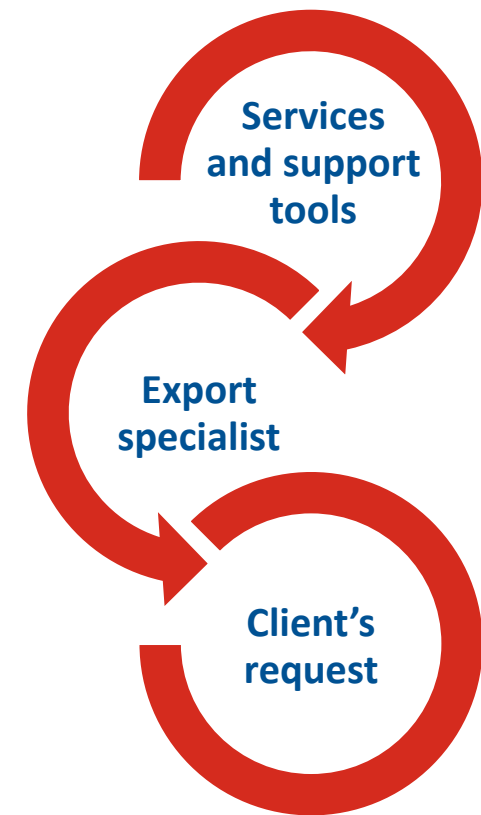 Services
and support
tools
Export
specialist
Client’s
request